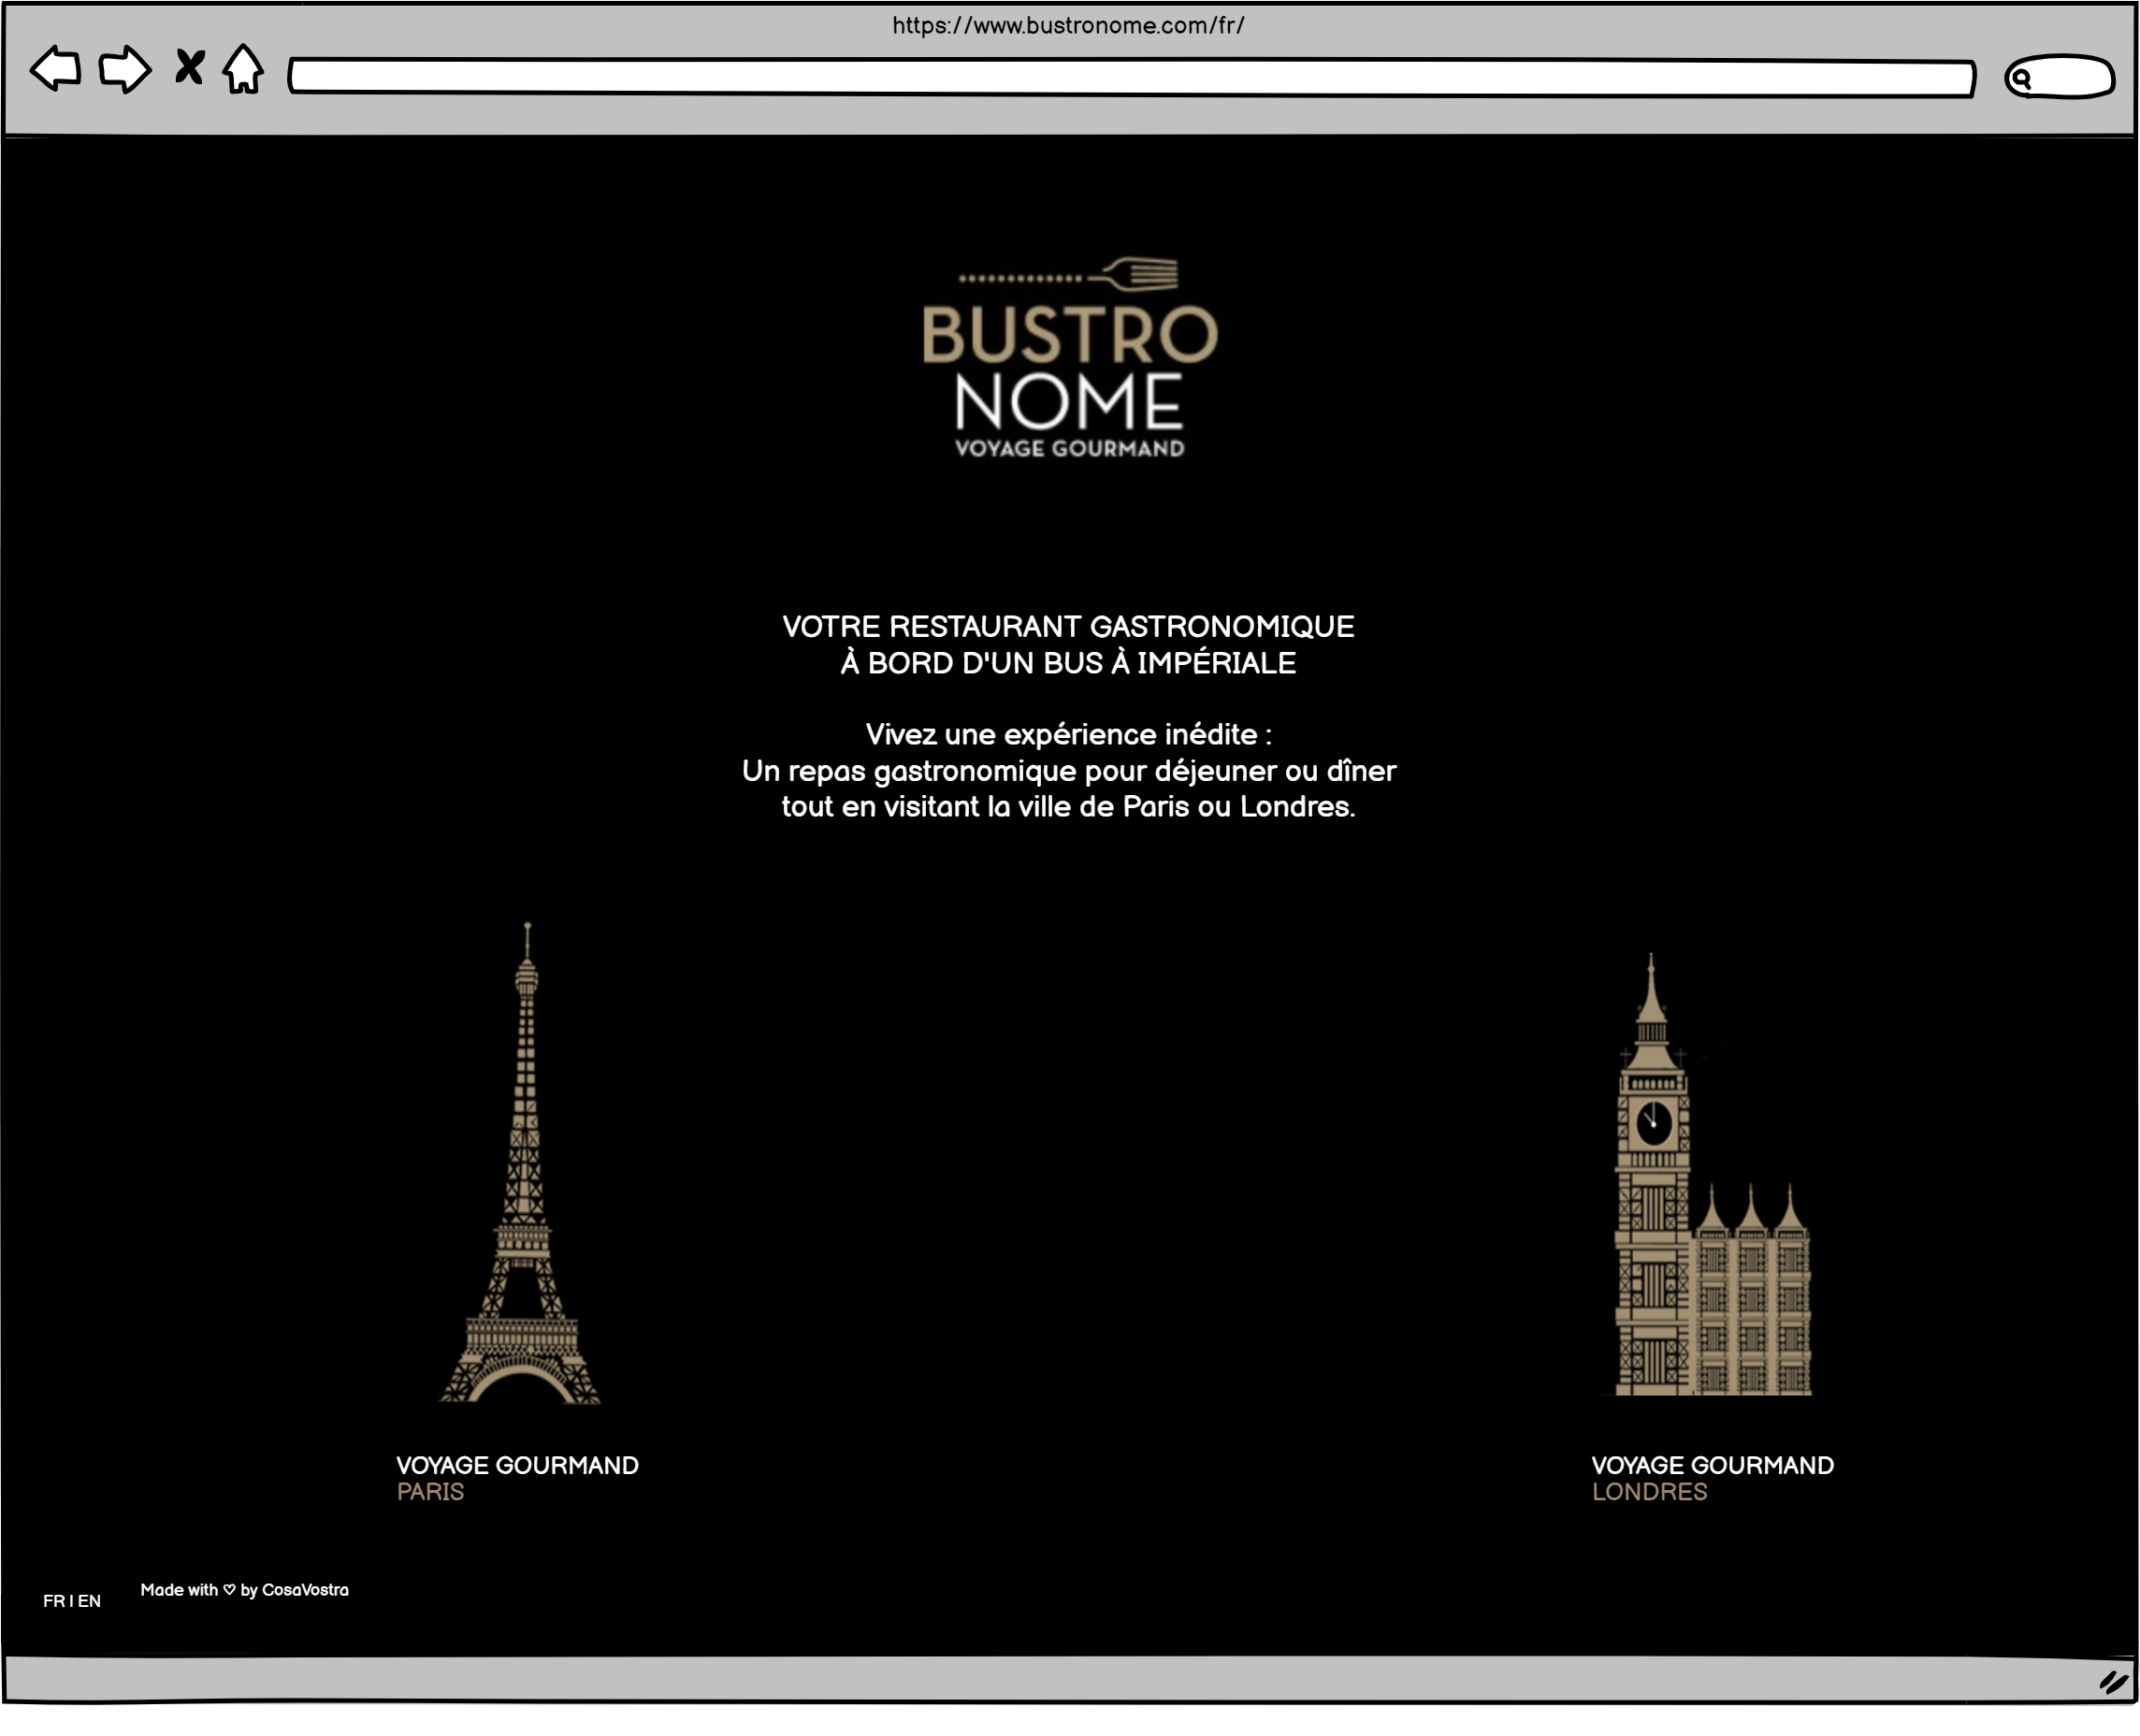 https://www.bustronome.com/fr/
BUSTRO
NOME
VOYAGE GOURMAND
VOTRE RESTAURANT GASTRONOMIQUE
À BORD D'UN BUS À IMPÉRIALE
Vivez une expérience inédite :
Un repas gastronomique pour déjeuner ou dîner
tout en visitant la ville de Paris ou Londres.
VOYAGE GOURMAND
PARIS
VOYAGE GOURMAND
LONDRES
FR I EN
Made with ♡ by CosaVostra